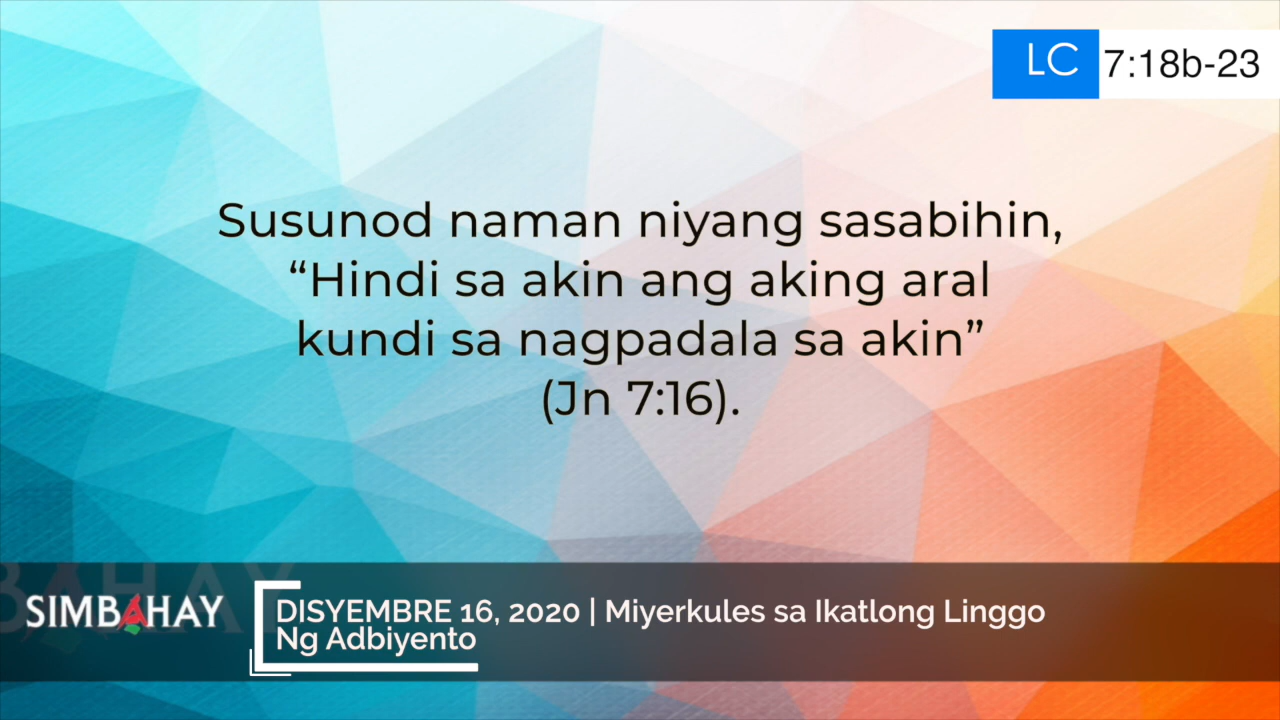 LC 7:18b-23
Susunod naman niyang sasabihin,
“Hindi sa akin ang aking aral
kundi sa nagpadala sa akin”
(Jn 7:16).
SIMBAHAY
DISYEMBRE 16, 2020 | Miyerkules sa Ikatlong Linggo
Ng Adbiyento